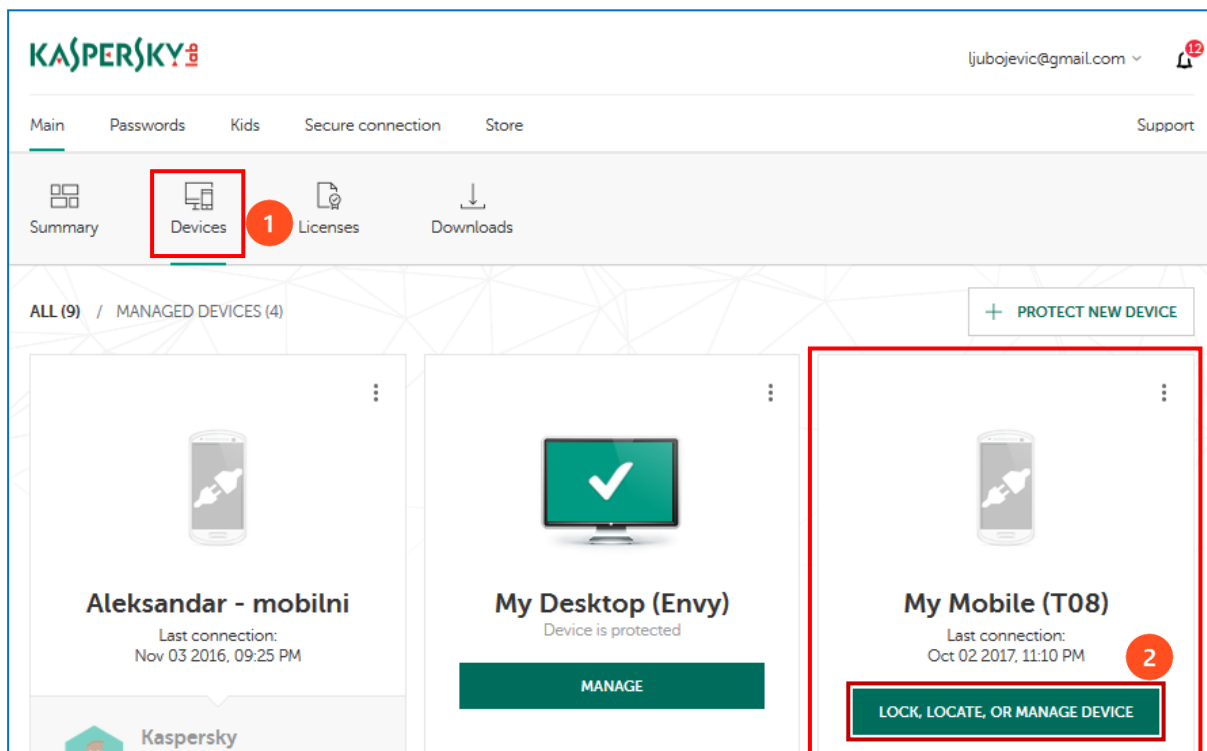 KASPERSKY lab
ljubojevic@gmail.com
12
Main Passwords Kids Secure connection Store Support
Summary Devices 1 Licenses Downloads
ALL (9) / MANAGED DEVICES (4)
+ PROTECT NEW DEVICE
Aleksandar - mobilni
Last connection:
Nov 03 2016, 09:25 PM
Kaspersky
My Desktop (Envy)
Device is protected
MANAGE
My Mobile (T08)
Last connection:
Oct 02 2017, 11:10 PM
2
LOCK, LOCATE, OR MANAGE DEVICE